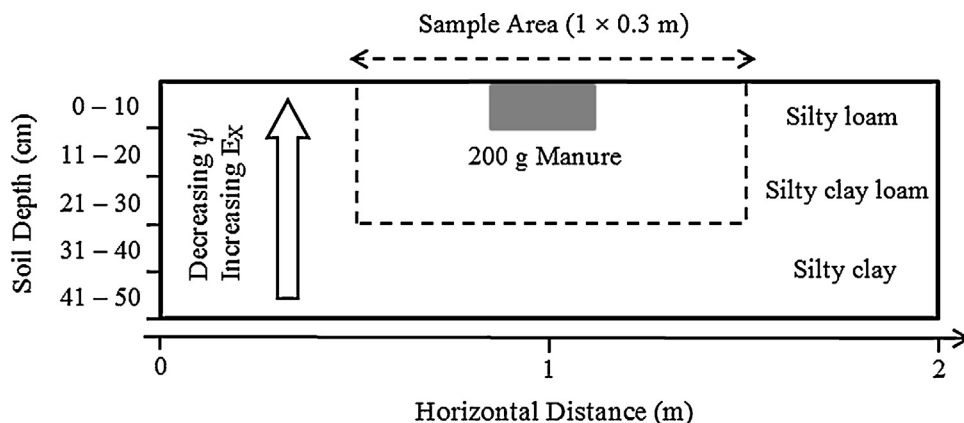 Sample Area (1 × 0.3 m)
Soil Depth (cm)
0 – 10
11 – 20
21 – 30
31 – 40
41 – 50
Decreasing ψ
Increasing Eₓ
200 g Manure
Silty loam
Silty clay loam
Silty clay
0
1
2
Horizontal Distance (m)